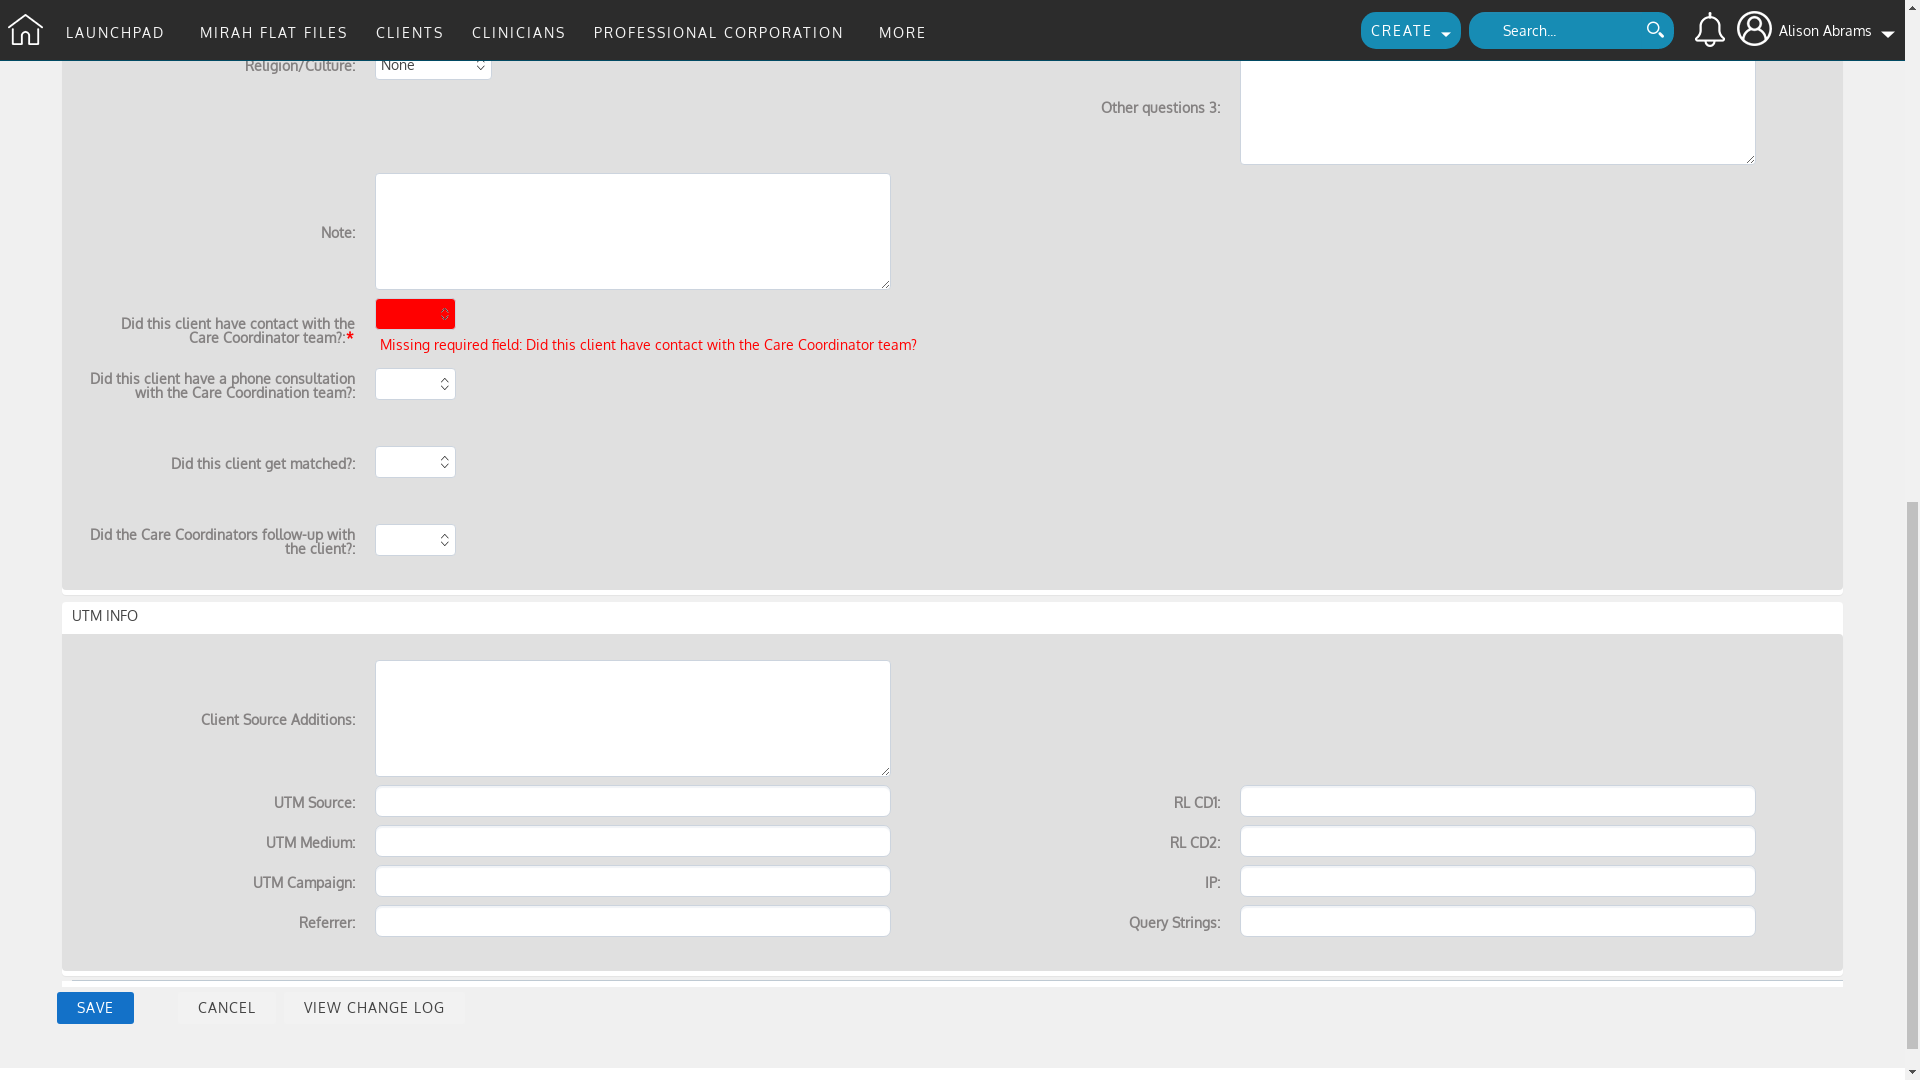 LAUNCHPAD MIRAH FLAT FILES CLIENTS CLINICIANS PROFESSIONAL CORPORATION MORE CREATE Search... Alison Abrams
Religion/Culture: None
Other questions 3:
Note:
Did this client have contact with the
Care Coordinator team?:*
Missing required field: Did this client have contact with the Care Coordinator team?
Did this client have a phone consultation
with the Care Coordination team?:
Did this client get matched?:
Did the Care Coordinators follow-up with
the client?:
UTM INFO
Client Source Additions:
UTM Source: RL CD1:
UTM Medium: RL CD2:
UTM Campaign: IP:
Referrer: Query Strings:
SAVE CANCEL VIEW CHANGE LOG